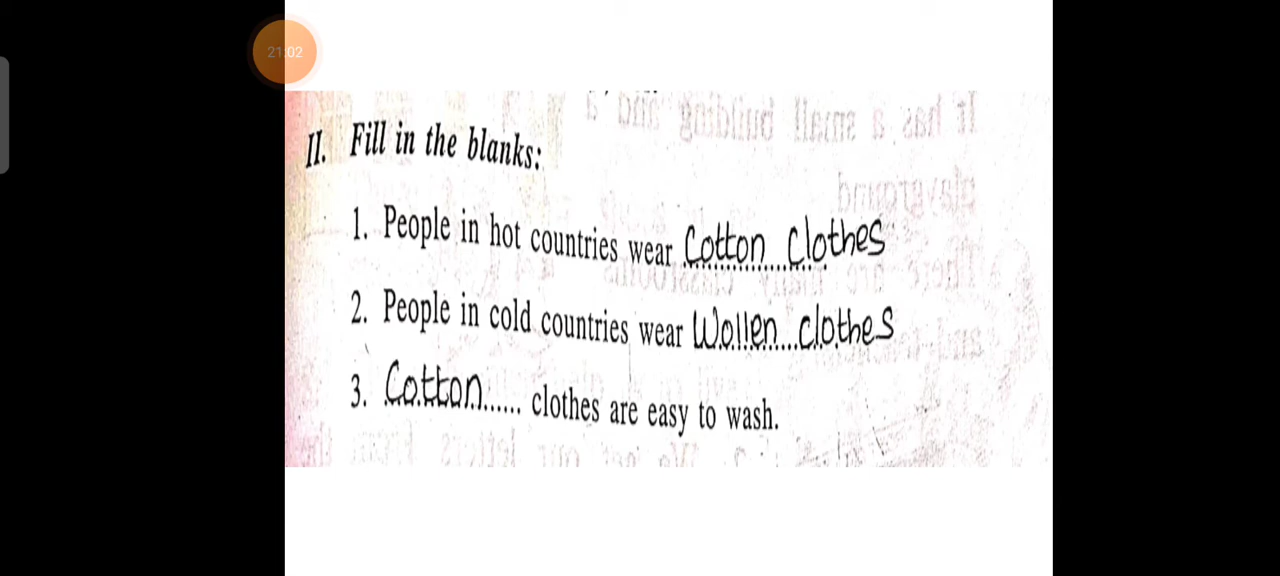 21:02
II. Fill in the blanks:
1. People in hot countries wear Cotton Clothes
2. People in cold countries wear Wollen clothes
3. Cotton...... clothes are easy to wash.